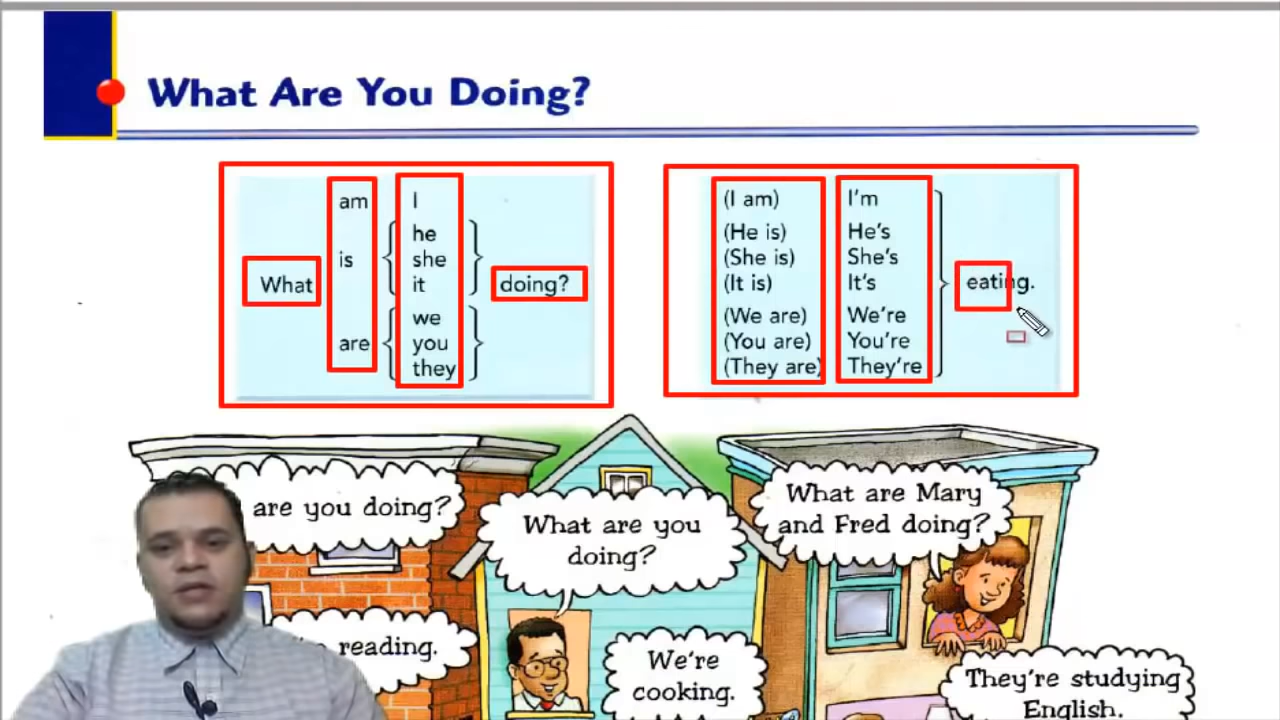 What Are You Doing?
am
I
he
is
she
What
it
doing?
we
are
you
they
(I am)
I'm
(He is)
He's
(She is)
She's
(It is)
It's
eating.
(We are)
We're
(You are)
You're
(They are)
They're
are you doing?
What are you
doing?
What are Mary
and Fred doing?
reading.
We're
cooking.
They're studying
English.